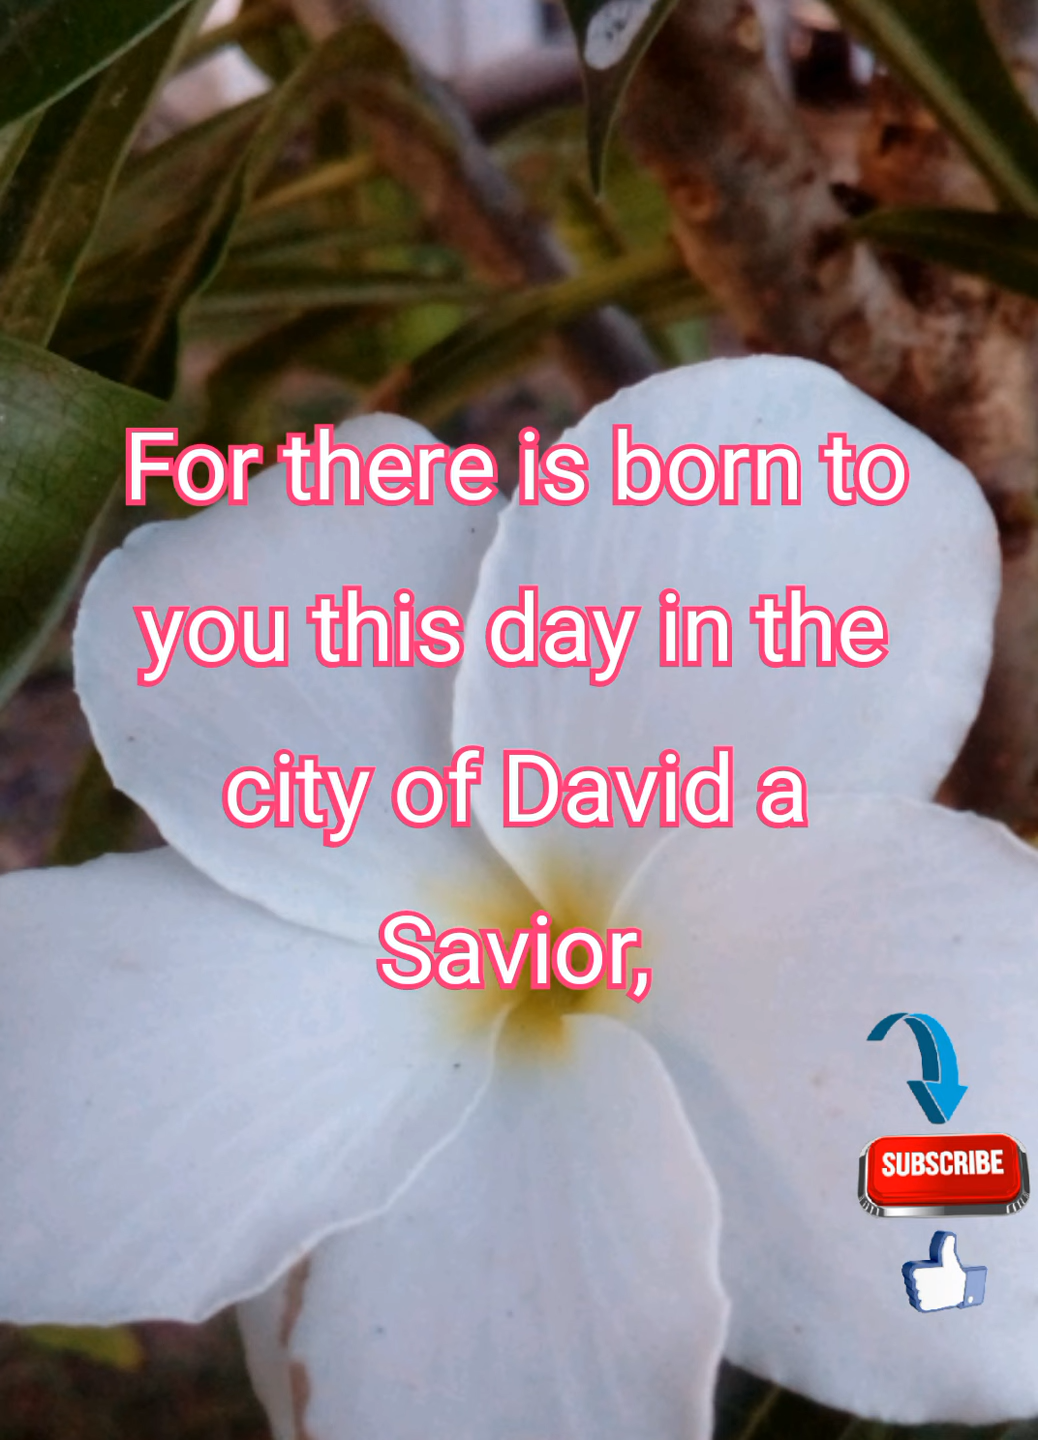 For there is born to
you this day in the
city of David a
Savior,
SUBSCRIBE